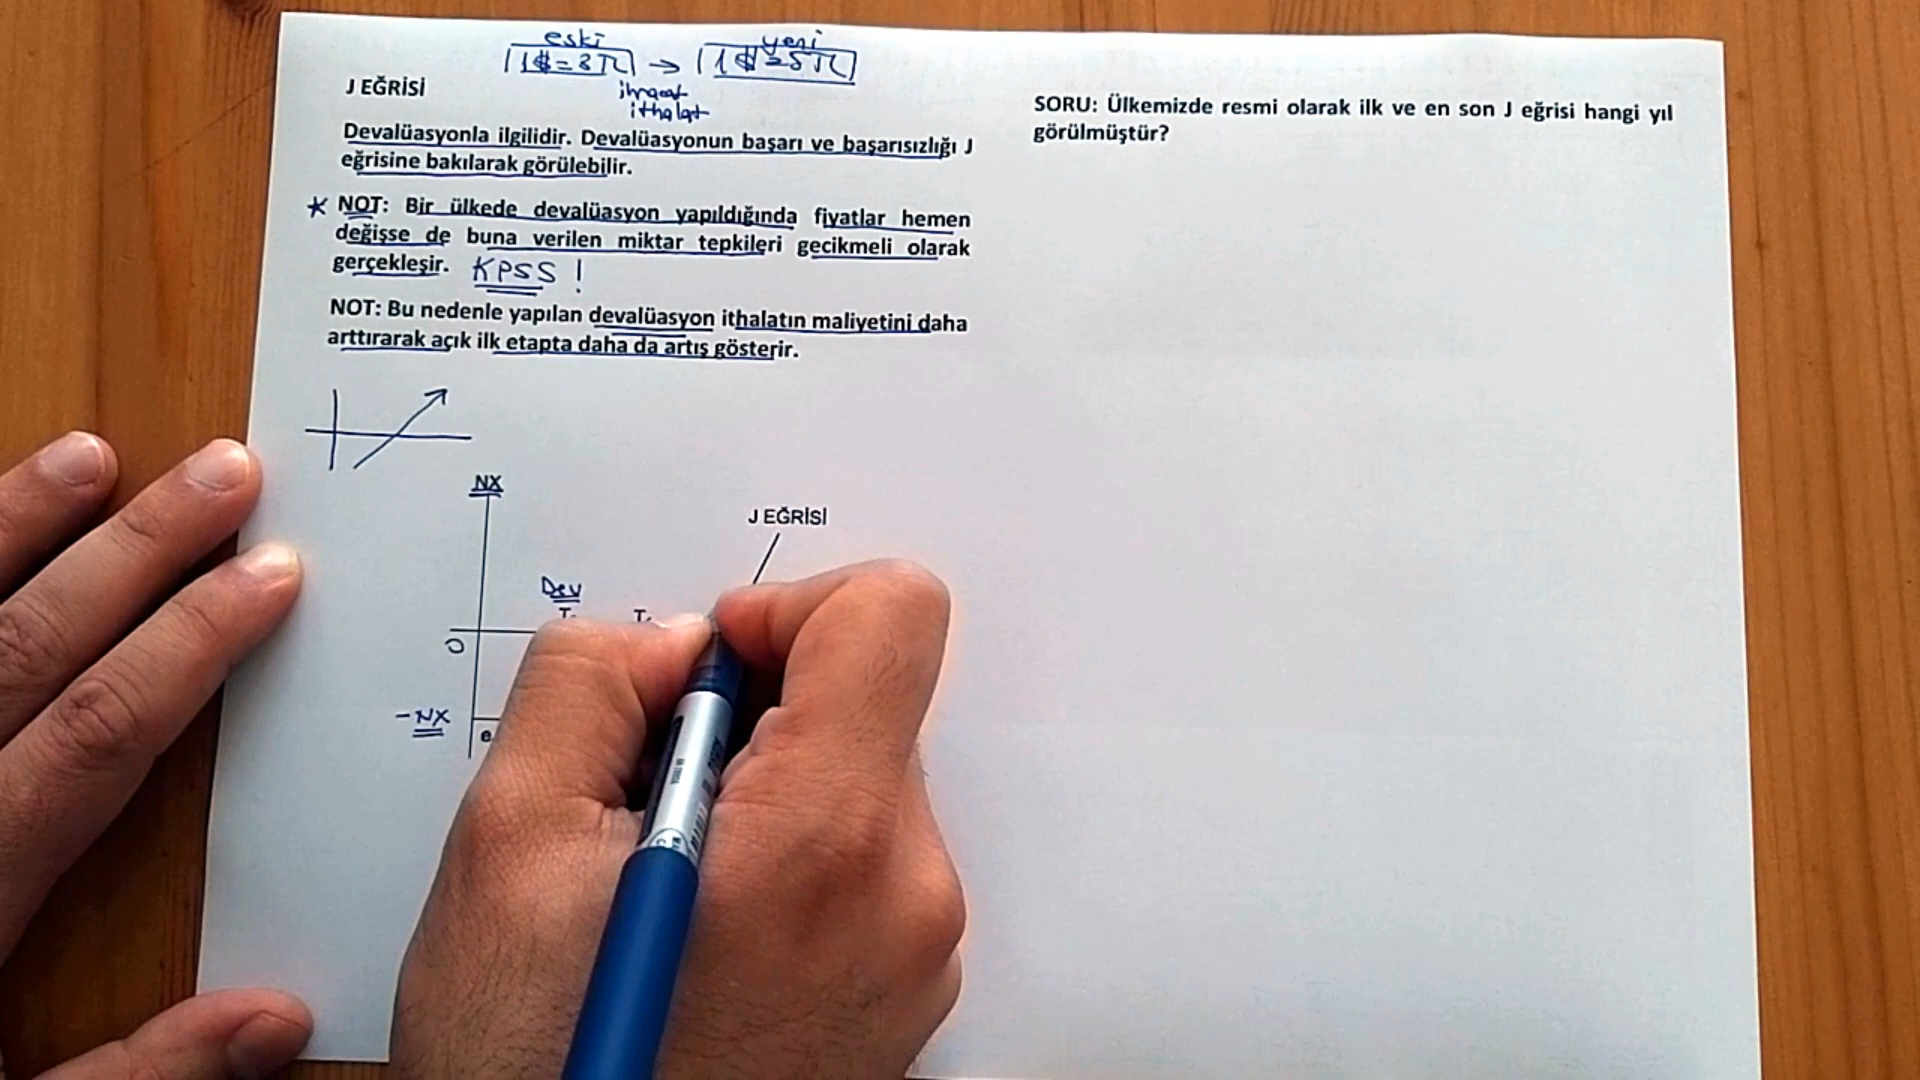 eski yeni
1$=3TL → 1$=5TL
ihracat
ithalat
J EĞRİSİ
Devalüasyonla ilgilidir. Devalüasyonun başarı ve başarısızlığı J
eğrisine bakılarak görülebilir.
NOT: Bir ülkede devalüasyon yapıldığında fiyatlar hemen
değişse de buna verilen miktar tepkileri gecikmeli olarak
gerçekleşir. KPSS !
NOT: Bu nedenle yapılan devalüasyon ithalatın maliyetini daha
arttırarak açık ilk etapta daha da artış gösterir.
NX
J EĞRİSİ
Dev
O
-NX
e
SORU: Ülkemizde resmi olarak ilk ve en son J eğrisi hangi yıl
görülmüştür?